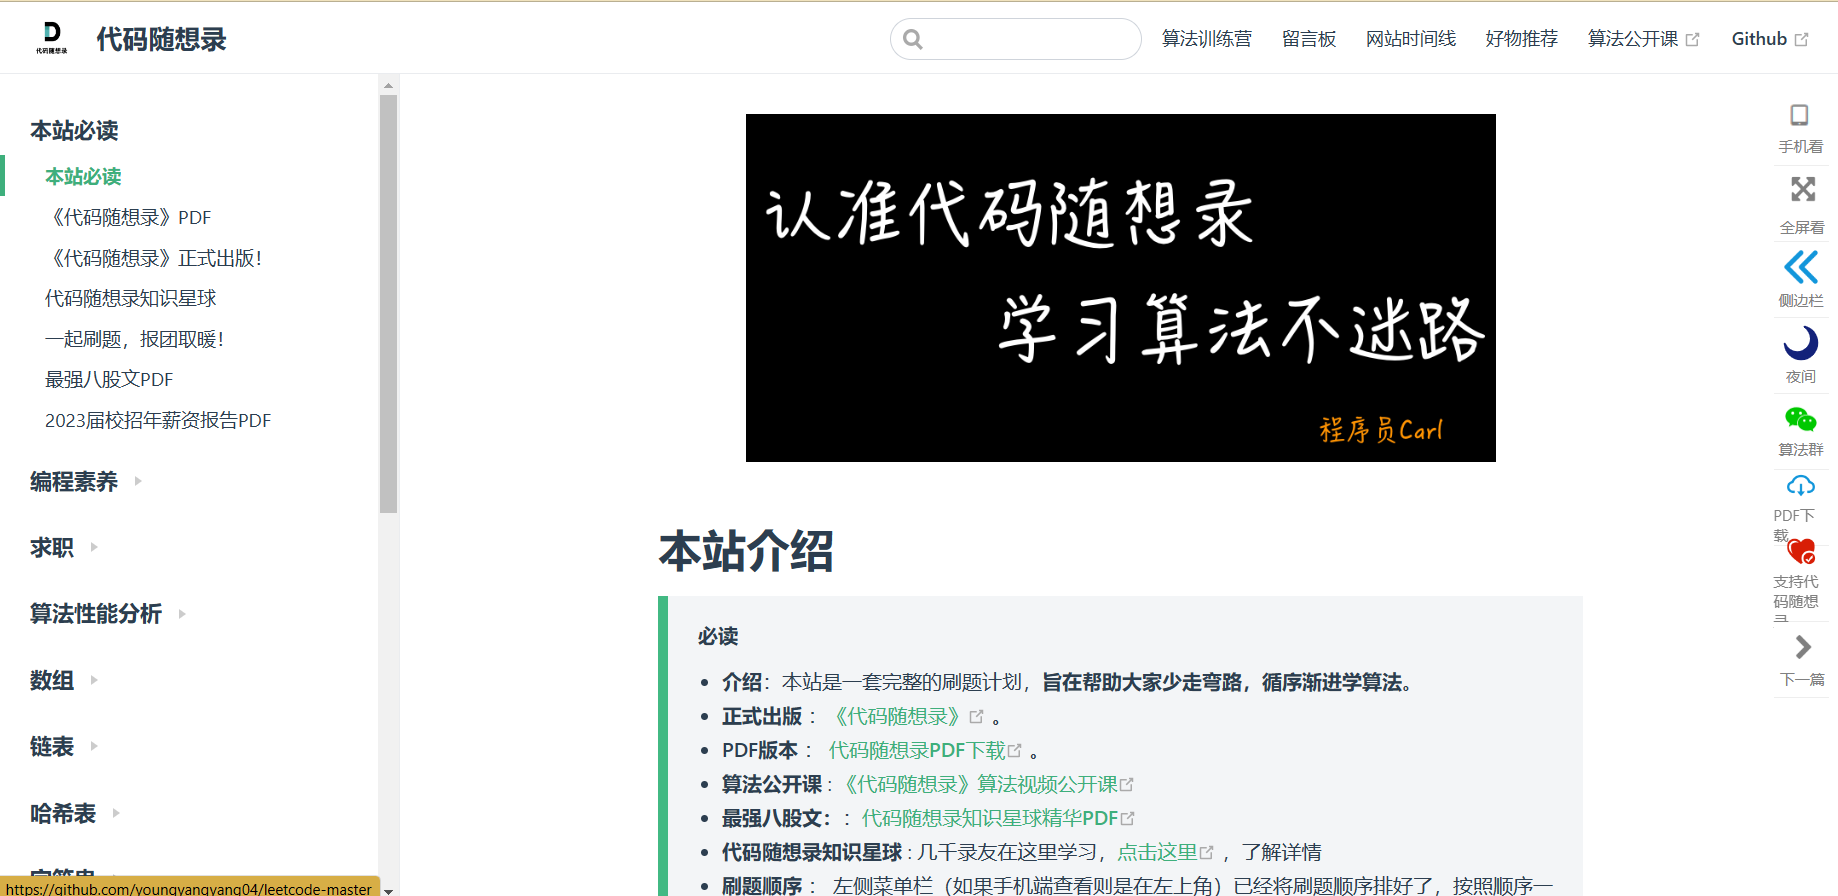 代码随想录
代码随想录
算法训练营
留言板
网站时间线
好物推荐
算法公开课
Github
本站必读
本站必读
《代码随想录》PDF
《代码随想录》正式出版！
代码随想录知识星球
一起刷题，报团取暖！
最强八股文PDF
2023届校招年薪资报告PDF
编程素养
求职
算法性能分析
数组
链表
哈希表
https://github.com/youngyangyang04/leetcode-master
认准代码随想录
学习算法不迷路
程序员Carl
本站介绍
必读
介绍：本站是一套完整的刷题计划，旨在帮助大家少走弯路，循序渐进学算法。
正式出版：《代码随想录》。
PDF版本：代码随想录PDF下载。
算法公开课：《代码随想录》算法视频公开课
最强八股文：：代码随想录知识星球精华PDF
代码随想录知识星球：几千录友在这里学习，点击这里，了解详情
刷题顺序：左侧菜单栏（如果手机端查看则是在左上角）已经将刷题顺序排好了，按照顺序一
手机看
全屏看
侧边栏
夜间
算法群
PDF下
载
支持代
码随想
录
下一篇